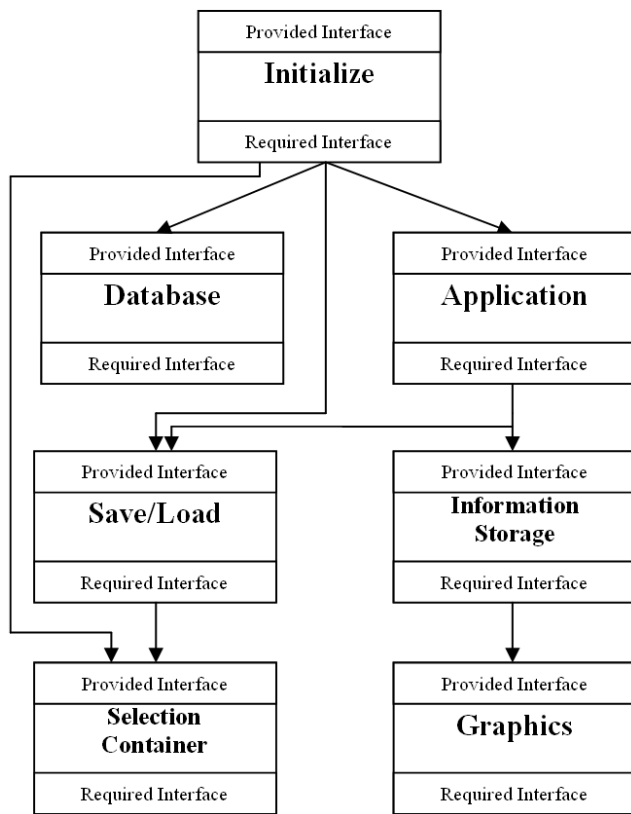 Provided Interface
Initialize
Required Interface
Provided Interface
Database
Required Interface
Provided Interface
Application
Required Interface
Provided Interface
Save/Load
Required Interface
Provided Interface
Information
Storage
Required Interface
Provided Interface
Selection
Container
Required Interface
Provided Interface
Graphics
Required Interface